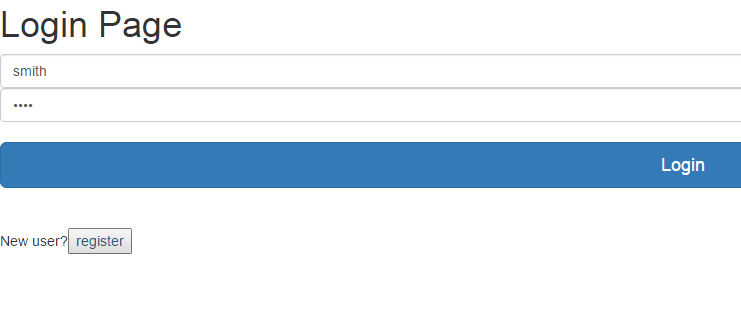 Login Page
smith
••••
Login
New user? register